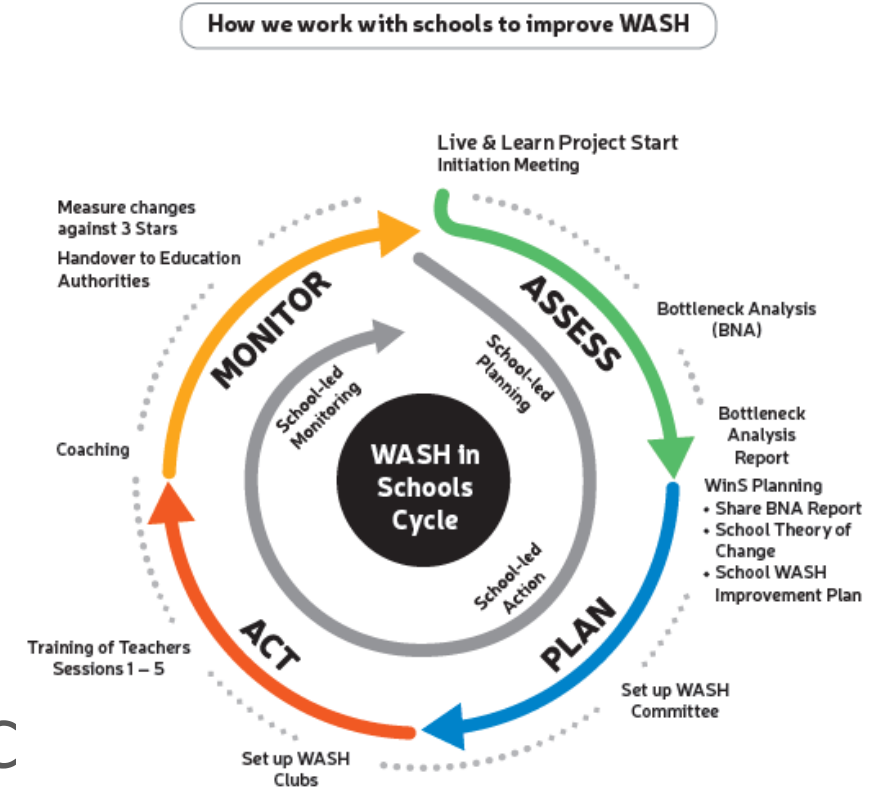 How we work with schools to improve WASH
Live & Learn Project Start
Initiation Meeting
Measure changes
against 3 Stars
Handover to Education
Authorities
MONITOR
ASSESS
Bottleneck Analysis
(BNA)
School-led
Planning
School-led
Monitoring
Bottleneck
Analysis
Report
Coaching
WASH in
Schools
Cycle
WinS Planning
• Share BNA Report
• School Theory of
Change
• School WASH
Improvement Plan
School-led
Action
ACT
PLAN
Training of Teachers
Sessions 1 – 5
Set up WASH
Committee
Set up WASH
Clubs